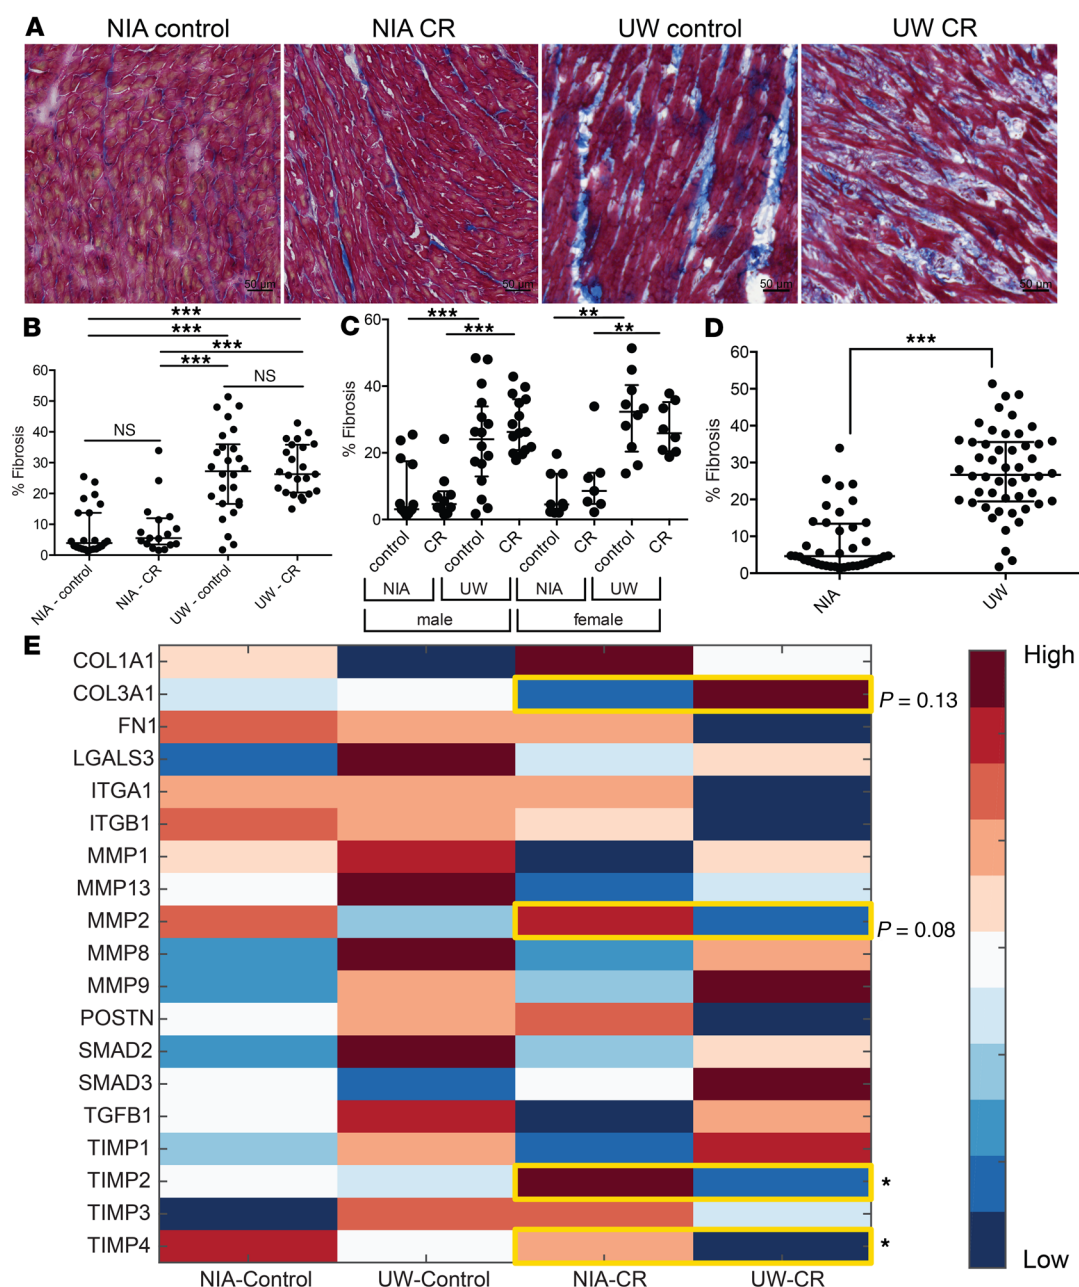 A
NIA control
NIA CR
UW control
UW CR
50 µm
50 µm
50 µm
50 µm
B
***
***
***
***
NS
NS
% Fibrosis
60
50
40
30
20
10
0
NIA - control
NIA - CR
UW - control
UW - CR
C
***
***
**
**
% Fibrosis
60
40
20
0
control
CR
control
CR
control
CR
control
CR
NIA
UW
NIA
UW
male
female
D
***
% Fibrosis
60
50
40
30
20
10
0
NIA
UW
E
COL1A1
COL3A1
P = 0.13
FN1
LGALS3
ITGA1
ITGB1
MMP1
MMP13
MMP2
P = 0.08
MMP8
MMP9
POSTN
SMAD2
SMAD3
TGFB1
TIMP1
TIMP2
*
TIMP3
TIMP4
*
NIA-Control
UW-Control
NIA-CR
UW-CR
High
Low